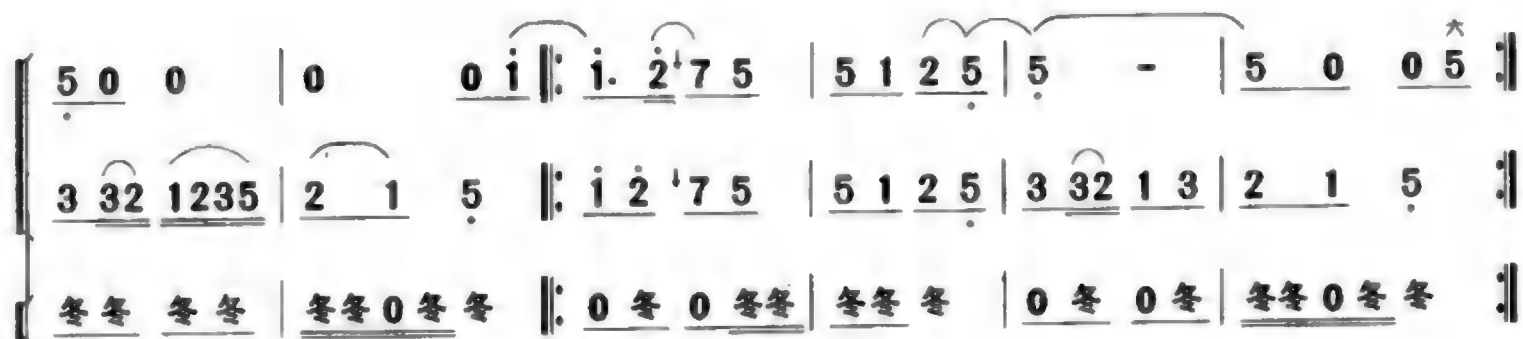 大
5 0 0 | 0 0 i̇ ‖: i̇. 2̇ ↓7 5 | 5 1 2 5̣ | 5̣ - | 5 0 0 5 :‖
3 32 1235 | 2 1 5̣ ‖: i̇ 2̇ ↓7 5 | 5 1 2 5̣ | 3 32 1 3 | 2 1 5̣ :‖
冬冬 冬冬 | 冬冬0冬冬 ‖: 0冬 0冬冬 | 冬冬 冬 | 0冬 0冬 | 冬冬0冬冬 :‖